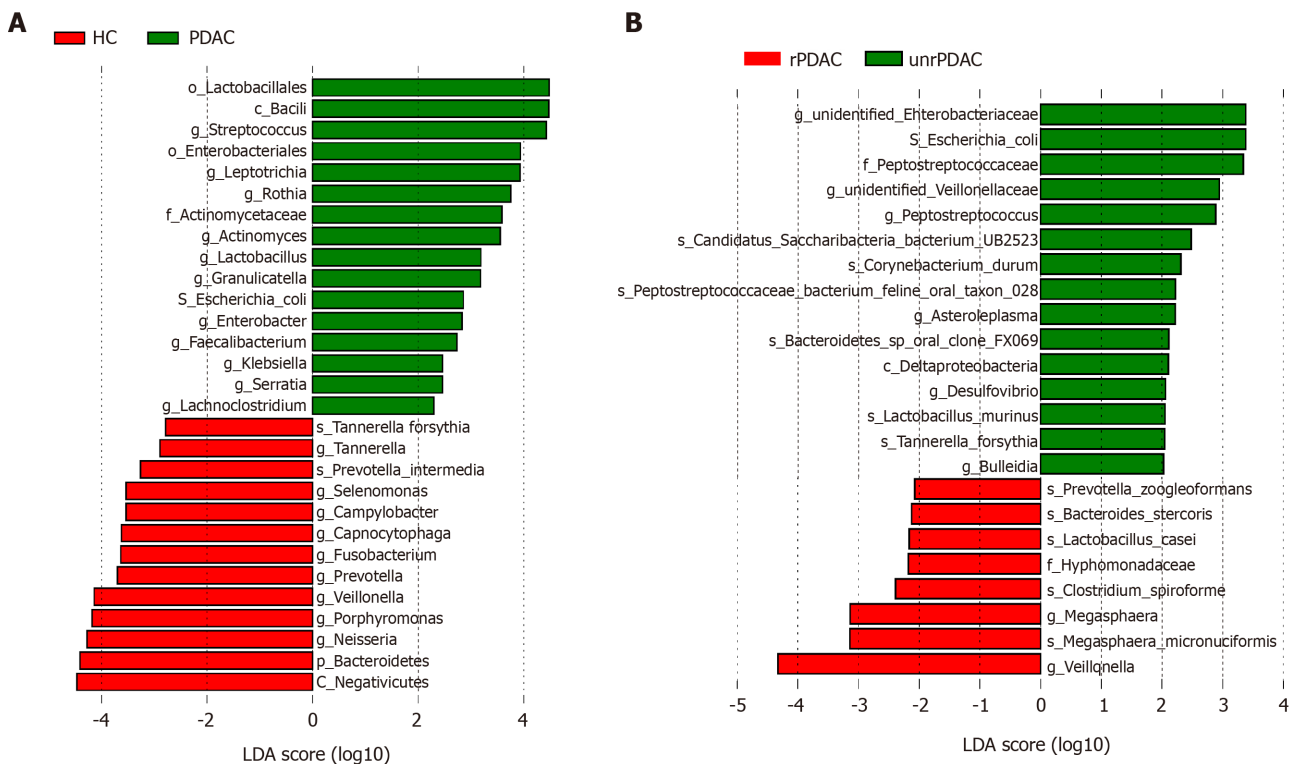 A
HC
PDAC
o_Lactobacillales
c_Bacili
g_Streptococcus
o_Enterobacteriales
g_Leptotrichia
g_Rothia
f_Actinomycetaceae
g_Actinomyces
g_Lactobacillus
g_Granulicatella
S_Escherichia_coli
g_Enterobacter
g_Faecalibacterium
g_Klebsiella
g_Serratia
g_Lachnoclostridium
s_Tannerella forsythia
g_Tannerella
s_Prevotella_intermedia
g_Selenomonas
g_Campylobacter
g_Capnocytophaga
g_Fusobacterium
g_Prevotella
g_Veillonella
g_Porphyromonas
g_Neisseria
p_Bacteroidetes
C_Negativicutes
-4 -2 0 2 4
LDA score (log10)
B
rPDAC
unrPDAC
g_unidentified_Ehterobacteriaceae
S_Escherichia_coli
f_Peptostreptococcaceae
g_unidentified_Veillonellaceae
g_Peptostreptococcus
s_Candidatus_Saccharibacteria_bacterium_UB2523
s_Corynebacterium_durum
s_Peptostreptococcaceae_bacterium_feline_oral_taxon_028
g_Asteroleplasma
s_Bacteroidetes_sp_oral_clone_FX069
c_Deltaproteobacteria
g_Desulfovibrio
s_Lactobacillus_murinus
s_Tannerella_forsythia
g_Bulleidia
s_Prevotella_zoogleoformans
s_Bacteroides_stercoris
s_Lactobacillus_casei
f_Hyphomonadaceae
s_Clostridium_spiroforme
g_Megasphaera
s_Megasphaera_micronuciformis
g_Veillonella
-5 -4 -3 -2 -1 0 1 2 3 4
LDA score (log10)